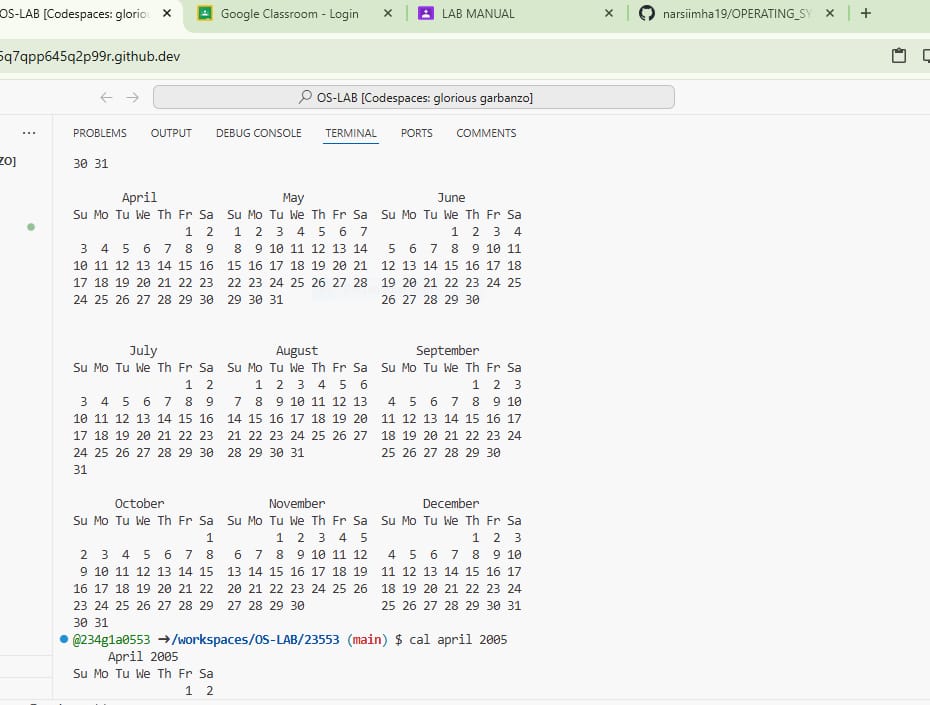 OS-LAB [Codespaces: glorio
Google Classroom - Login
LAB MANUAL
narsiimha19/OPERATING_SY
5q7qpp645q2p99r.github.dev
OS-LAB [Codespaces: glorious garbanzo]
PROBLEMS OUTPUT DEBUG CONSOLE TERMINAL PORTS COMMENTS
ZO]
30 31
       April                  May                   June
Su Mo Tu We Th Fr Sa  Su Mo Tu We Th Fr Sa  Su Mo Tu We Th Fr Sa
                1  2   1  2  3  4  5  6  7            1  2  3  4
 3  4  5  6  7  8  9   8  9 10 11 12 13 14   5  6  7  8  9 10 11
10 11 12 13 14 15 16  15 16 17 18 19 20 21  12 13 14 15 16 17 18
17 18 19 20 21 22 23  22 23 24 25 26 27 28  19 20 21 22 23 24 25
24 25 26 27 28 29 30  29 30 31              26 27 28 29 30
        July                 August              September
Su Mo Tu We Th Fr Sa  Su Mo Tu We Th Fr Sa  Su Mo Tu We Th Fr Sa
                1  2      1  2  3  4  5  6               1  2  3
 3  4  5  6  7  8  9   7  8  9 10 11 12 13   4  5  6  7  8  9 10
10 11 12 13 14 15 16  14 15 16 17 18 19 20  11 12 13 14 15 16 17
17 18 19 20 21 22 23  21 22 23 24 25 26 27  18 19 20 21 22 23 24
24 25 26 27 28 29 30  28 29 30 31           25 26 27 28 29 30
31
      October               November              December
Su Mo Tu We Th Fr Sa  Su Mo Tu We Th Fr Sa  Su Mo Tu We Th Fr Sa
                   1         1  2  3  4  5               1  2  3
 2  3  4  5  6  7  8   6  7  8  9 10 11 12   4  5  6  7  8  9 10
 9 10 11 12 13 14 15  13 14 15 16 17 18 19  11 12 13 14 15 16 17
16 17 18 19 20 21 22  20 21 22 23 24 25 26  18 19 20 21 22 23 24
23 24 25 26 27 28 29  27 28 29 30           25 26 27 28 29 30 31
30 31
@234g1a0553 →/workspaces/OS-LAB/23553 (main) $ cal april 2005
     April 2005
Su Mo Tu We Th Fr Sa
                1  2